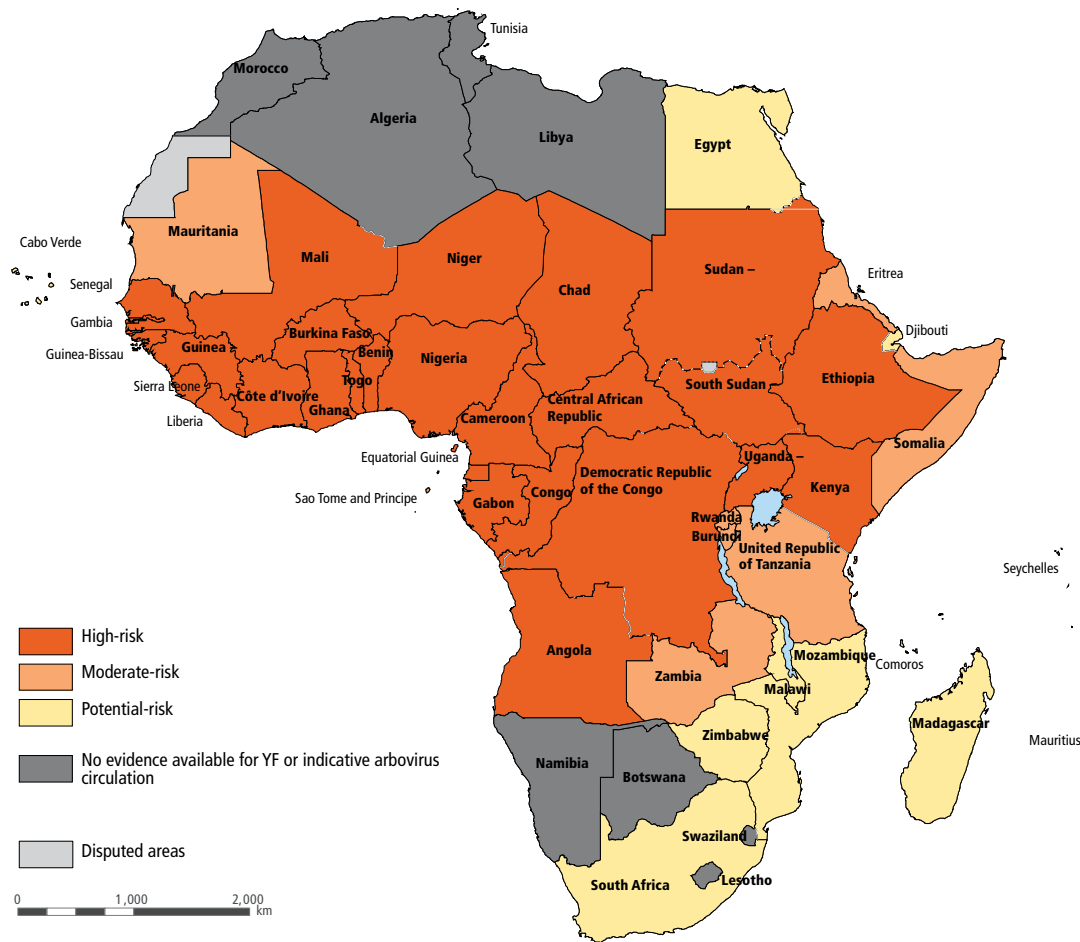 Tunisia
Morocco
Algeria
Libya
Egypt
Mauritania
Cabo Verde
Mali
Niger
Chad
Sudan –
Eritrea
Senegal
Gambia
Djibouti
Burkina Faso
Guinea
Benin
Nigeria
Guinea-Bissau
Togo
South Sudan
Ethiopia
Sierra Leone
Côte d’Ivoire
Ghana
Central African
Republic
Liberia
Cameroon
Somalia
Equatorial Guinea
Uganda –
Democratic Republic
of the Congo
Kenya
Sao Tome and Principe
Gabon
Congo
Rwanda
Burundi
United Republic
of Tanzania
Seychelles
High-risk
Angola
Mozambique
Comoros
Moderate-risk
Zambia
Malawi
Potential-risk
Madagascar
Zimbabwe
Mauritius
No evidence available for YF or indicative arbovirus
circulation
Namibia
Botswana
Swaziland
Disputed areas
South Africa
Lesotho
0 1,000 2,000
km